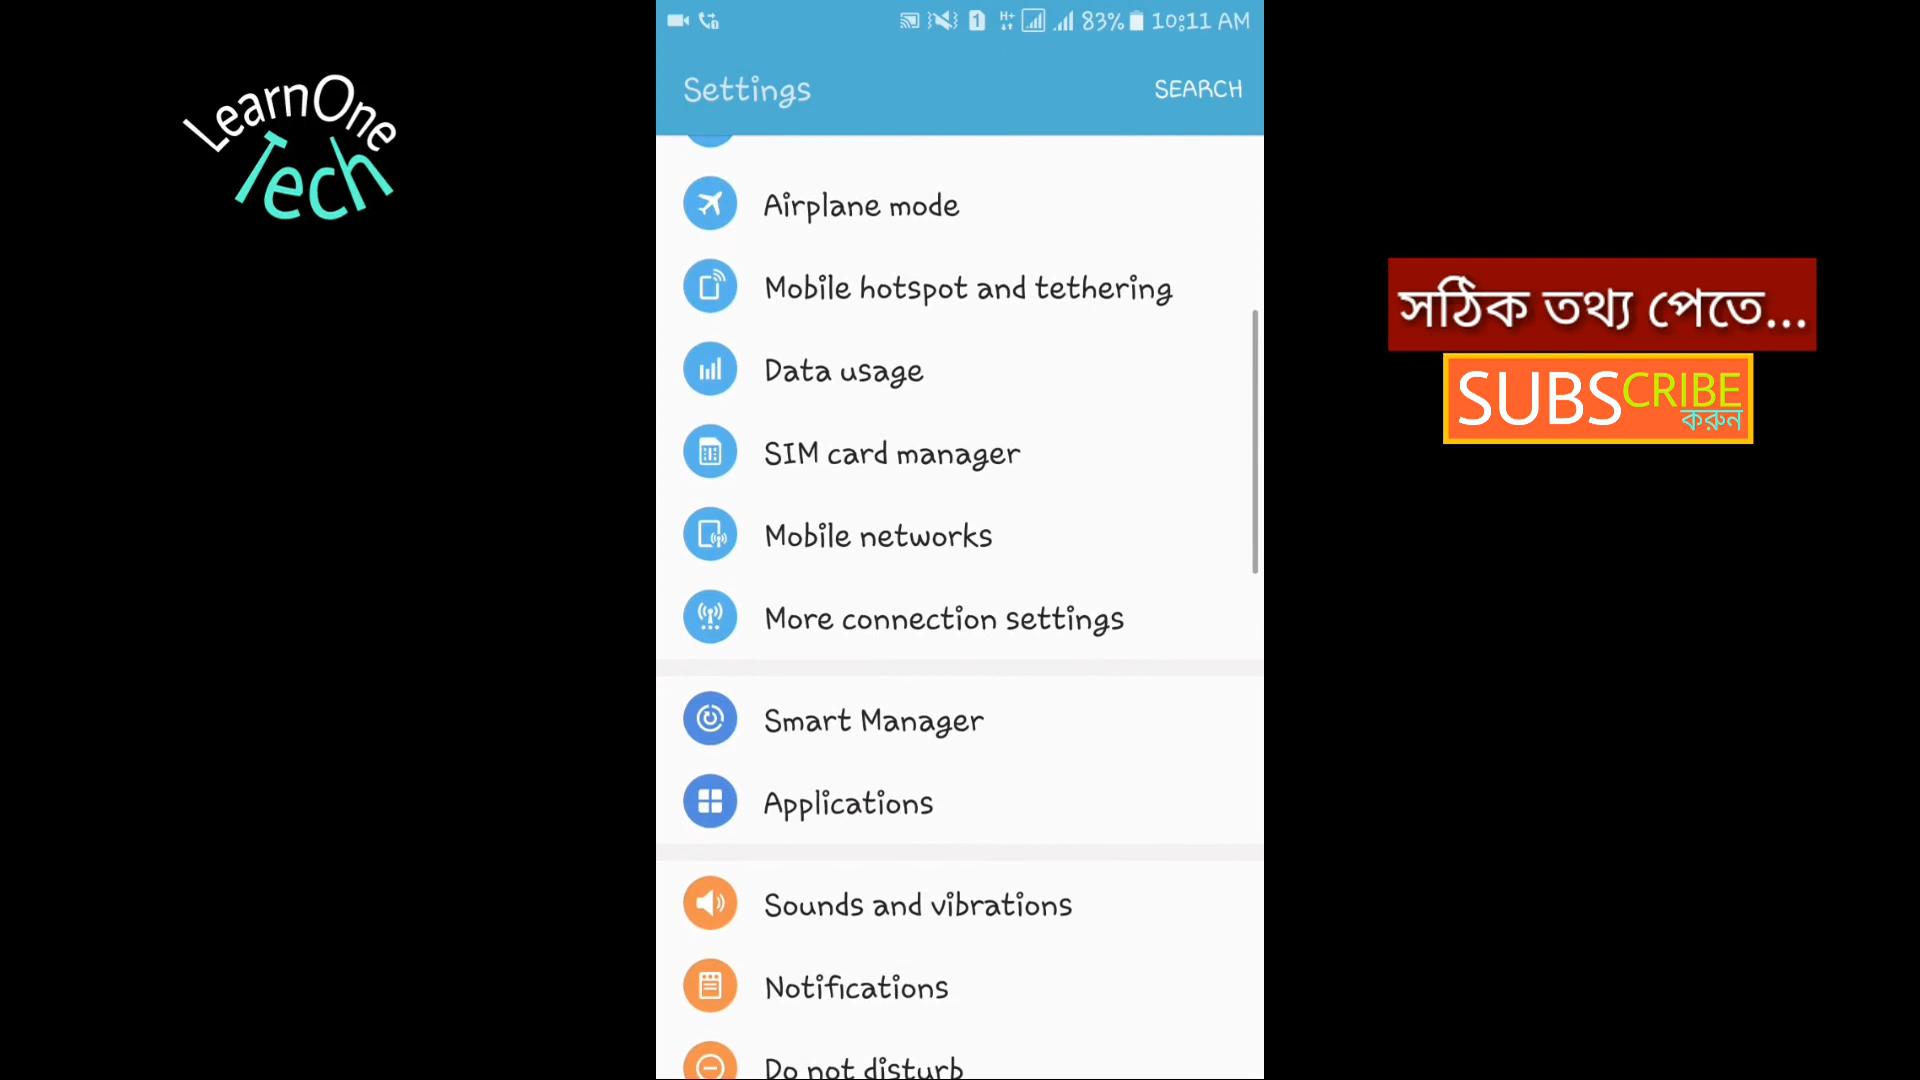 LearnOne
Tech
1 H+ 83% 10:11 AM
Settings
SEARCH
Airplane mode
Mobile hotspot and tethering
Data usage
SIM card manager
Mobile networks
More connection settings
Smart Manager
Applications
Sounds and vibrations
Notifications
Do not disturb
সঠিক তথ্য পেতে...
SUBSCRIBE
করুন